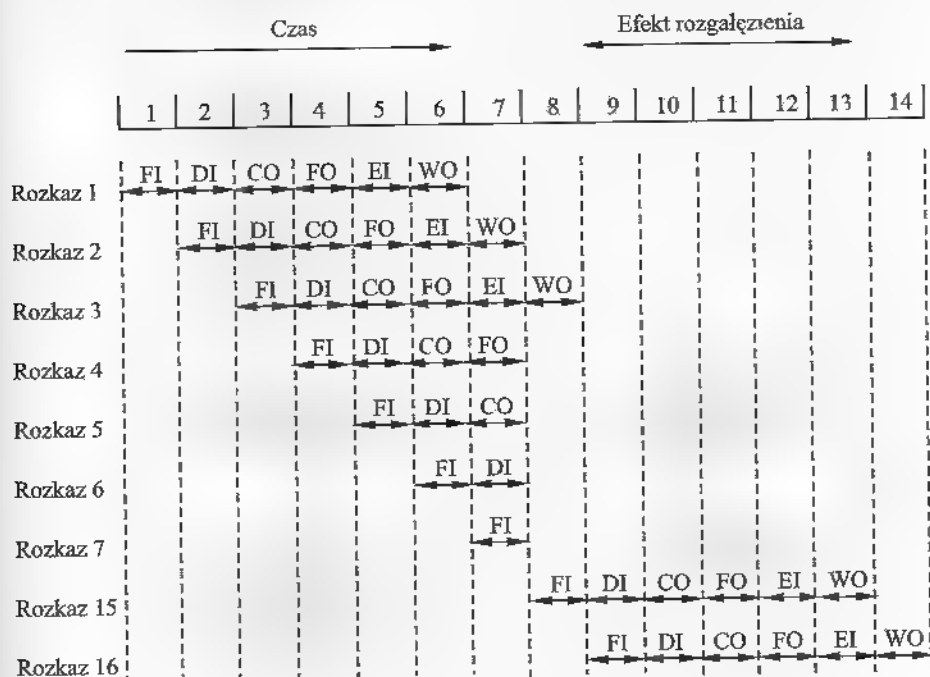 Czas Efekt rozgałęzienia
1 2 3 4 5 6 7 8 9 10 11 12 13 14
Rozkaz 1 FI DI CO FO EI WO
Rozkaz 2 FI DI CO FO EI WO
Rozkaz 3 FI DI CO FO EI WO
Rozkaz 4 FI DI CO FO
Rozkaz 5 FI DI CO
Rozkaz 6 FI DI
Rozkaz 7 FI
Rozkaz 15 FI DI CO FO EI WO
Rozkaz 16 FI DI CO FO EI WO